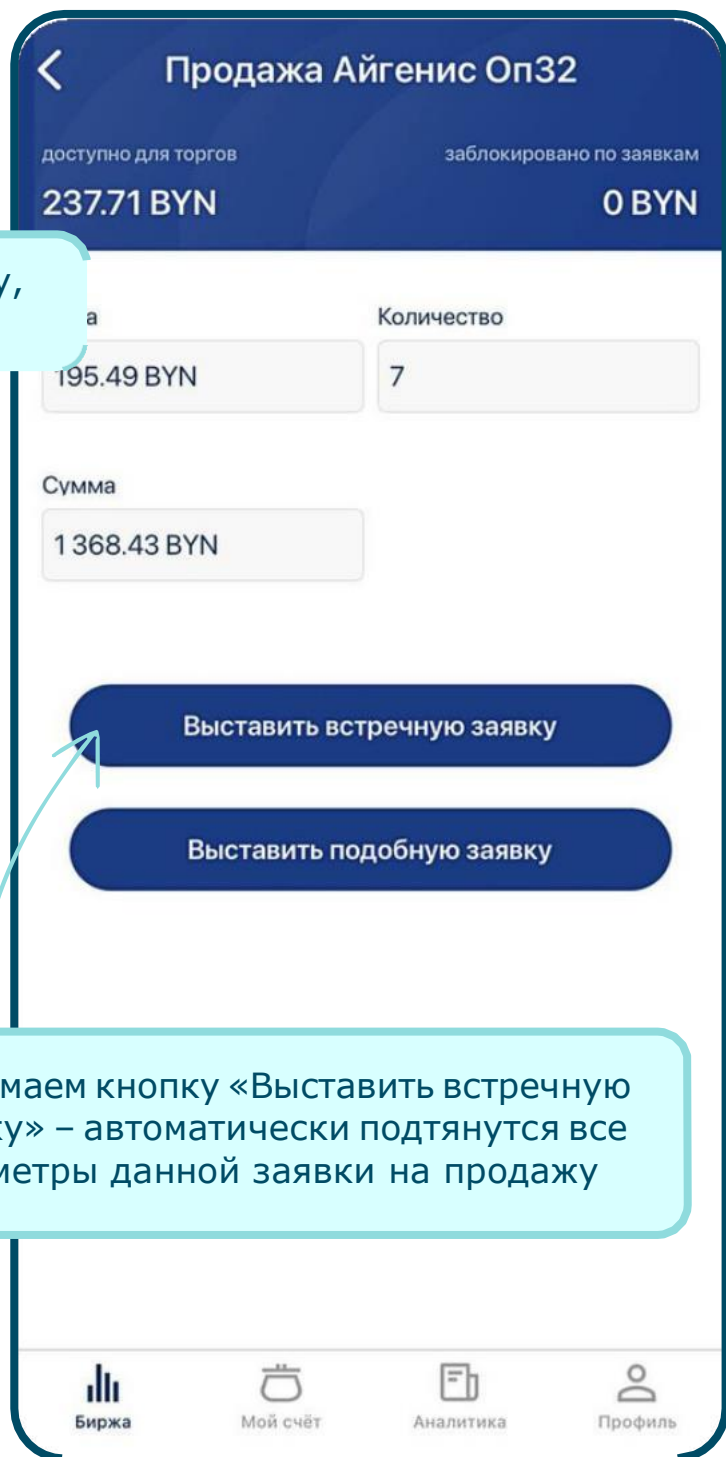 Продажа Айгенис Оп32
доступно для торгов
заблокировано по заявкам
237.71 BYN
0 BYN
у,
а
Количество
195.49 BYN
7
Сумма
1 368.43 BYN
Выставить встречную заявку
Выставить подобную заявку
маем кнопку «Выставить встречную
ку» – автоматически подтянутся все
метры данной заявки на продажу
Биржа
Мой счёт
Аналитика
Профиль